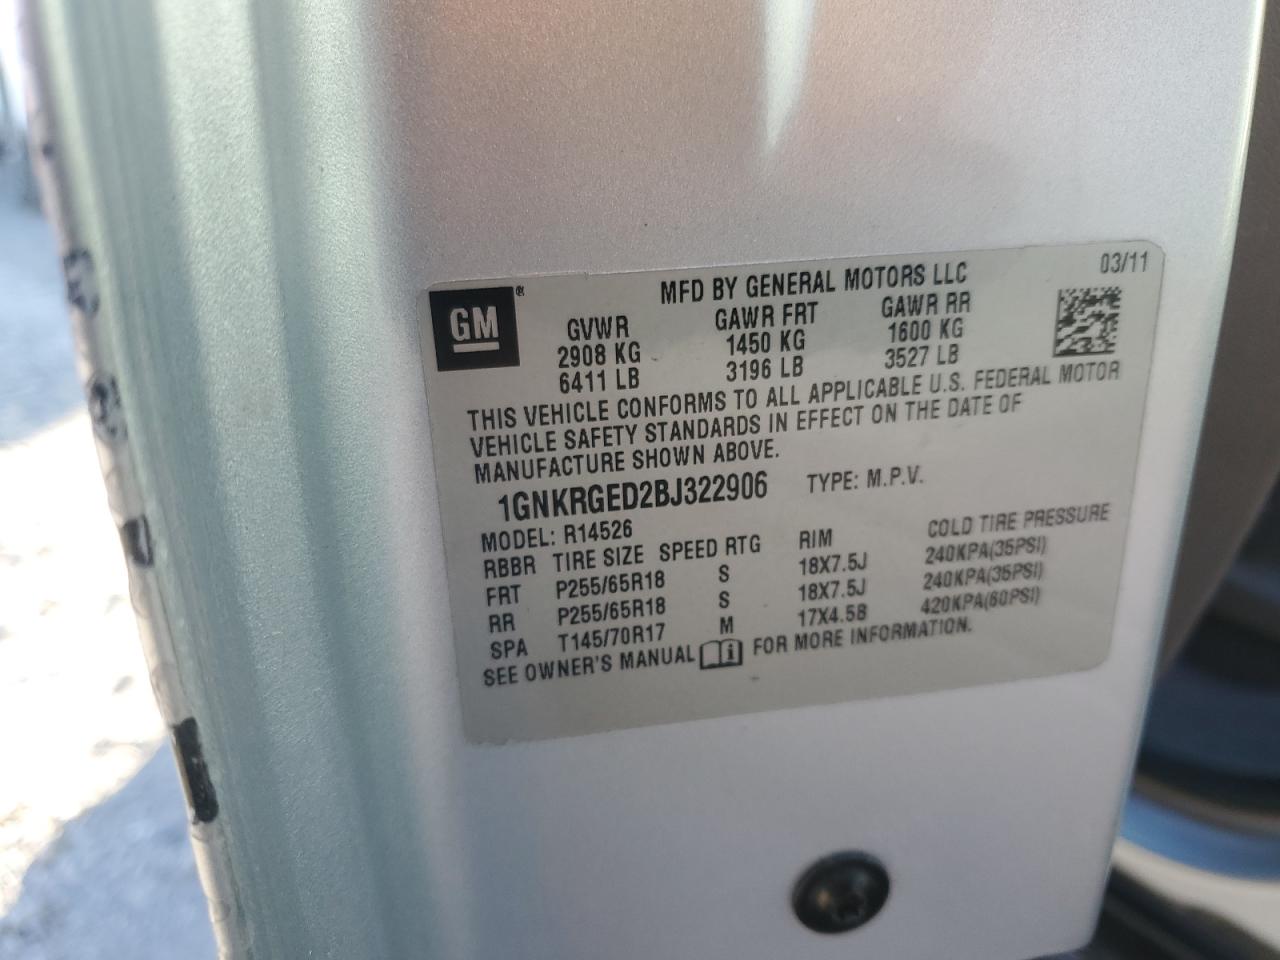 03/11
GM®
MFD BY GENERAL MOTORS LLC
GVWR GAWR FRT GAWR RR
2908 KG 1450 KG 1600 KG
6411 LB 3196 LB 3527 LB
THIS VEHICLE CONFORMS TO ALL APPLICABLE U.S. FEDERAL MOTOR
VEHICLE SAFETY STANDARDS IN EFFECT ON THE DATE OF
MANUFACTURE SHOWN ABOVE.
1GNKRGED2BJ322906 TYPE: M.P.V.
MODEL: R14526
RBBR TIRE SIZE SPEED RTG RIM COLD TIRE PRESSURE
FRT P255/65R18 S 18X7.5J 240KPA(35PSI)
RR P255/65R18 S 18X7.5J 240KPA(35PSI)
SPA T145/70R17 M 17X4.5B 420KPA(60PSI)
SEE OWNER'S MANUAL FOR MORE INFORMATION.